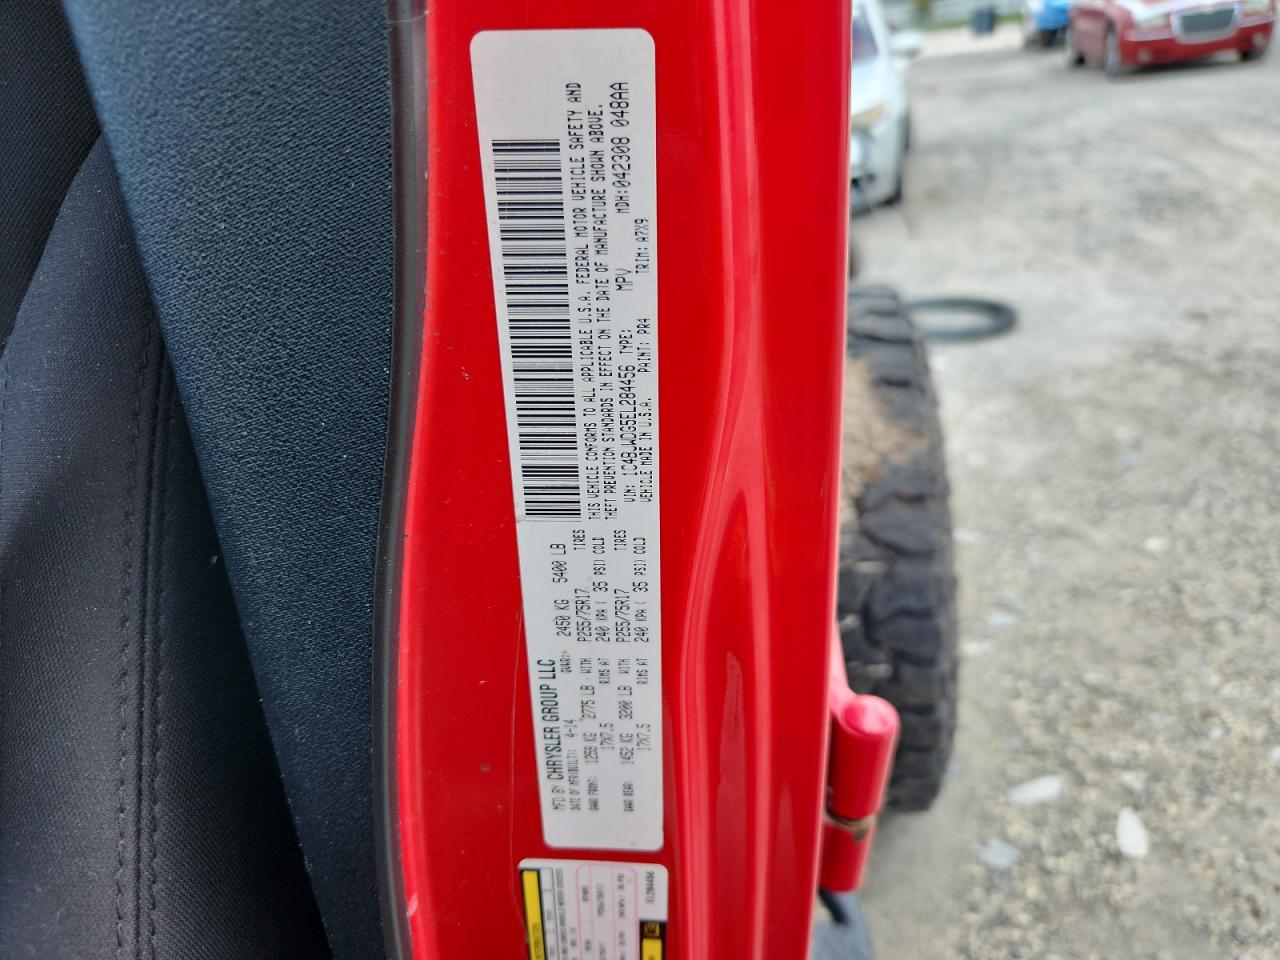 MFD BY CHRYSLER GROUP LLC
DATE OF MFR(BUILT): 4-14 GVWR: 2450 KG 5400 LB
GAWR FRONT: 1259 KG 2775 LB WITH P255/75R17 TIRES
17X7.5 RIMS AT 240 KPA ( 35 PSI) COLD
GAWR REAR: 1452 KG 3200 LB WITH P255/75R17 TIRES
17X7.5 RIMS AT 240 KPA ( 35 PSI) COLD
THIS VEHICLE CONFORMS TO ALL APPLICABLE U.S.A. FEDERAL MOTOR VEHICLE SAFETY AND
THEFT PREVENTION STANDARDS IN EFFECT ON THE DATE OF MANUFACTURE SHOWN ABOVE.
VIN: 1C4BJWDG5EL284456 TYPE: MPV MDH:042308 048AA
VEHICLE MADE IN U.S.A. PAINT: PR4 TRIM: A7X9
EL284456